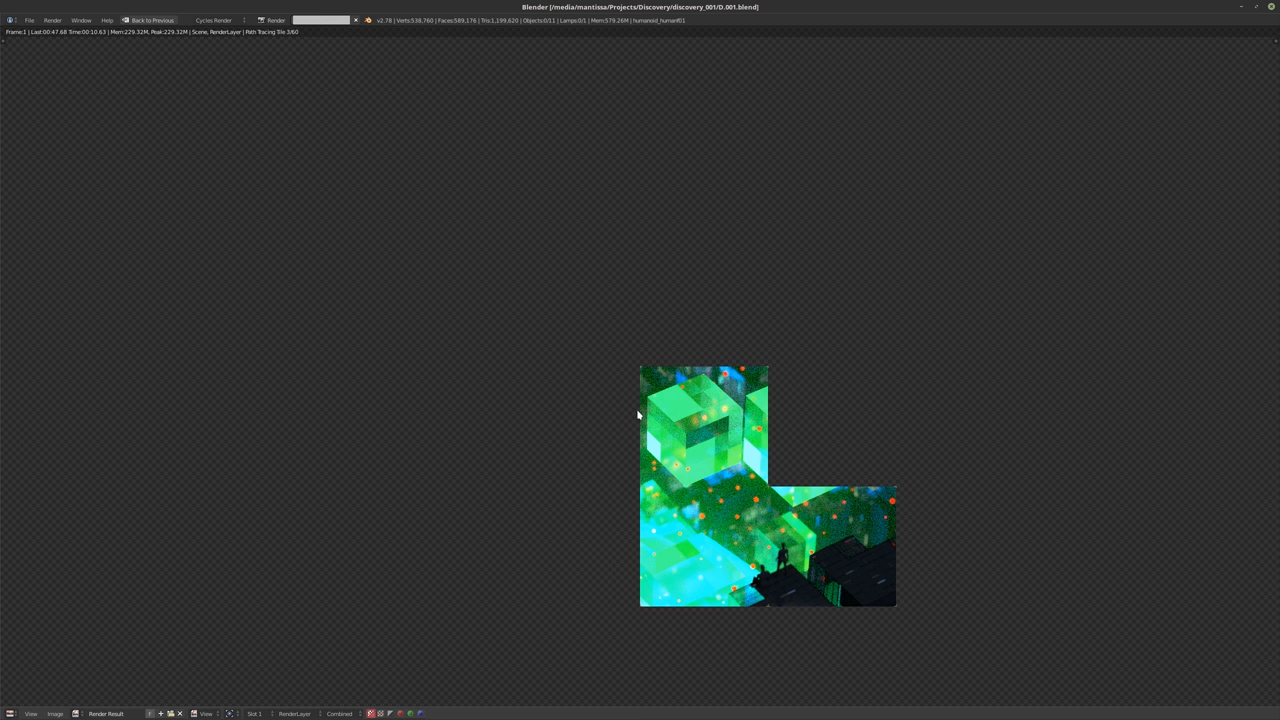 Blender [/media/mantissa/Projects/Discovery/discovery_001/D.001.blend]
File Render Window Help Back to Previous Cycles Render Render v2.78 | Verts:538,760 | Faces:589,176 | Tris:1,199,620 | Objects:0/11 | Lamps:0/1 | Mem:579.26M | humanoid_human01
Frame:1 | Last:00:47.68 Time:00:10.63 | Mem:229.32M, Peak:229.32M | Scene, RenderLayer | Path Tracing Tile 3/60
View Image Render Result F View Slot 1 RenderLayer Combined